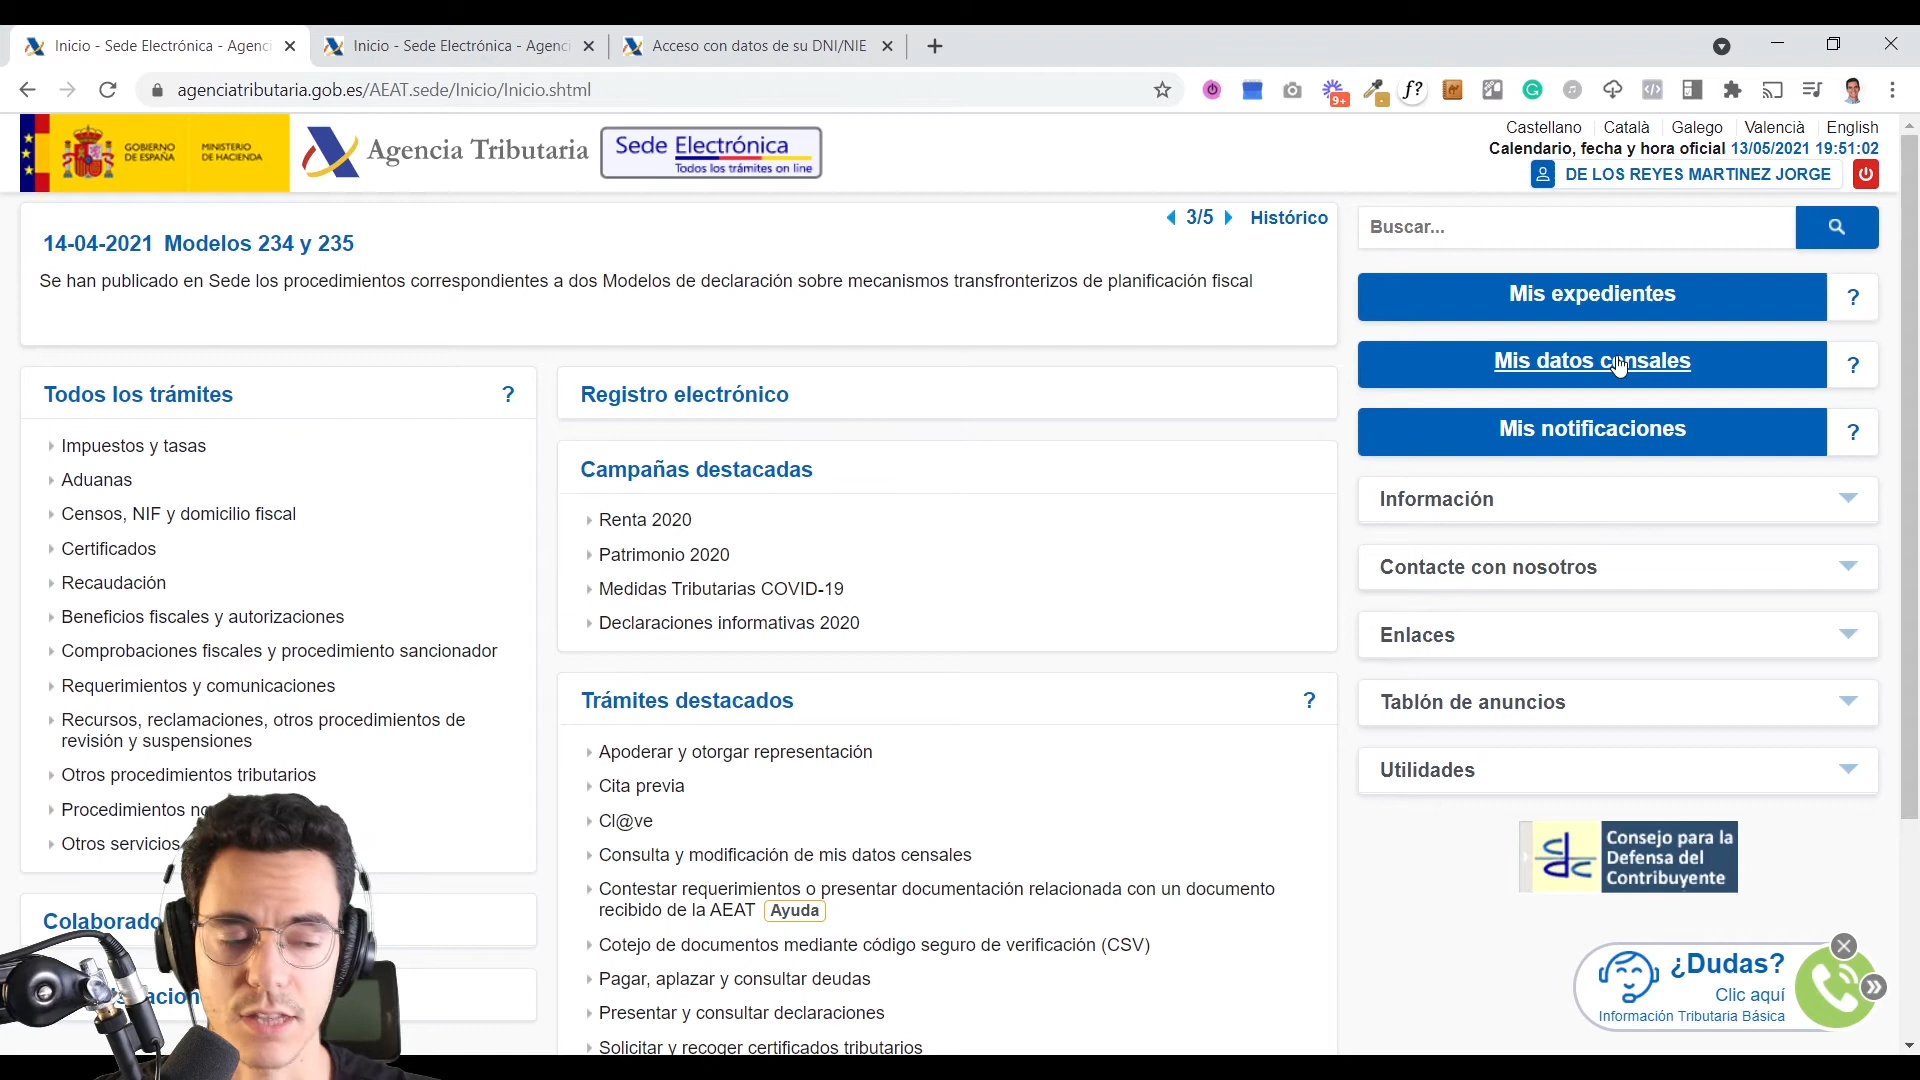 Inicio - Sede Electrónica - Agenci
Inicio - Sede Electrónica - Agenci
Acceso con datos de su DNI/NIE
agenciatributaria.gob.es/AEAT.sede/Inicio/Inicio.shtml
9+
f?
GOBIERNO
DE ESPAÑA
MINISTERIO
DE HACIENDA
Agencia Tributaria
Sede Electrónica
Todos los trámites on line
Castellano
Català
Galego
Valencià
English
Calendario, fecha y hora oficial 13/05/2021 19:51:02
DE LOS REYES MARTINEZ JORGE
3/5
Histórico
14-04-2021 Modelos 234 y 235
Se han publicado en Sede los procedimientos correspondientes a dos Modelos de declaración sobre mecanismos transfronterizos de planificación fiscal
Todos los trámites
?
Impuestos y tasas
Aduanas
Censos, NIF y domicilio fiscal
Certificados
Recaudación
Beneficios fiscales y autorizaciones
Comprobaciones fiscales y procedimiento sancionador
Requerimientos y comunicaciones
Recursos, reclamaciones, otros procedimientos de
revisión y suspensiones
Otros procedimientos tributarios
Procedimientos
Otros servicios
Registro electrónico
Campañas destacadas
Renta 2020
Patrimonio 2020
Medidas Tributarias COVID-19
Declaraciones informativas 2020
Trámites destacados
?
Apoderar y otorgar representación
Cita previa
Cl@ve
Consulta y modificación de mis datos censales
Contestar requerimientos o presentar documentación relacionada con un documento
recibido de la AEAT Ayuda
Cotejo de documentos mediante código seguro de verificación (CSV)
Pagar, aplazar y consultar deudas
Presentar y consultar declaraciones
Solicitar y recoger certificados tributarios
Buscar...
Mis expedientes
?
Mis datos censales
?
Mis notificaciones
?
Información
Contacte con nosotros
Enlaces
Tablón de anuncios
Utilidades
cdc
Consejo para la
Defensa del
Contribuyente
¿Dudas?
Clic aquí
Información Tributaria Básica